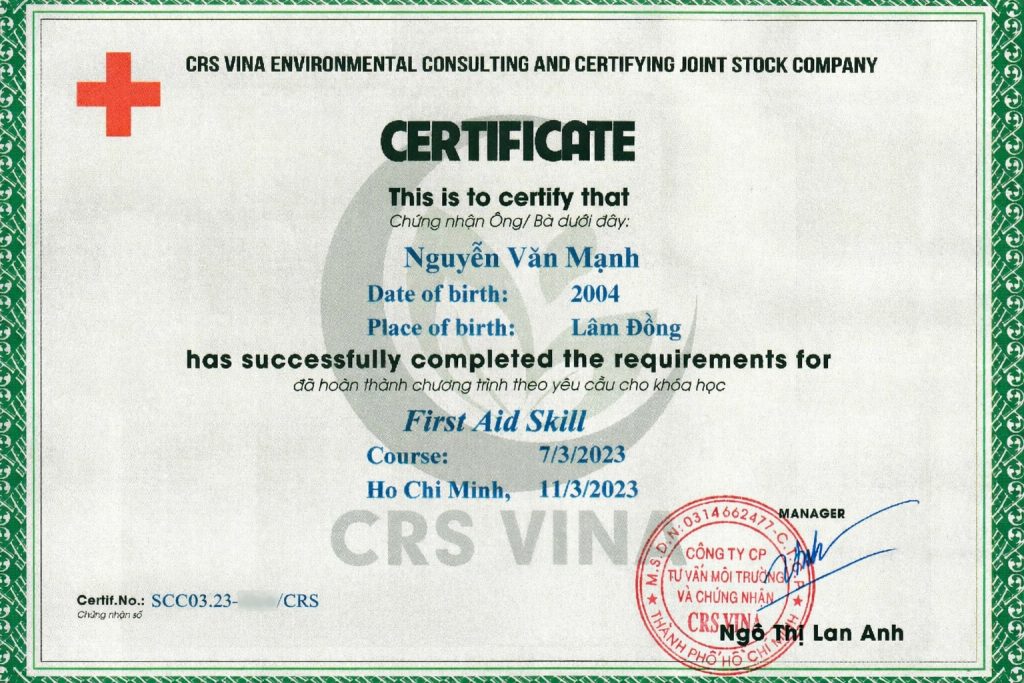 CRS VINA ENVIRONMENTAL CONSULTING AND CERTIFYING JOINT STOCK COMPANY
CERTIFICATE
This is to certify that
Chứng nhận Ông/ Bà dưới đây:
Nguyễn Văn Mạnh
Date of birth: 2004
Place of birth: Lâm Đồng
has successfully completed the requirements for
đã hoàn thành chương trình theo yêu cầu cho khóa học
First Aid Skill
Course: 7/3/2023
Ho Chi Minh, 11/3/2023
CRS VINA
MANAGER
M.S.D.N: 0314662477-C.
CÔNG TY CP
TƯ VẤN MÔI TRƯỜNG
VÀ CHỨNG NHẬN
CRS VINA
THÀNH PHỐ HỒ CHÍ MINH
Ngô Thị Lan Anh
Certif.No.: SCC03.23- /CRS
Chứng nhận số